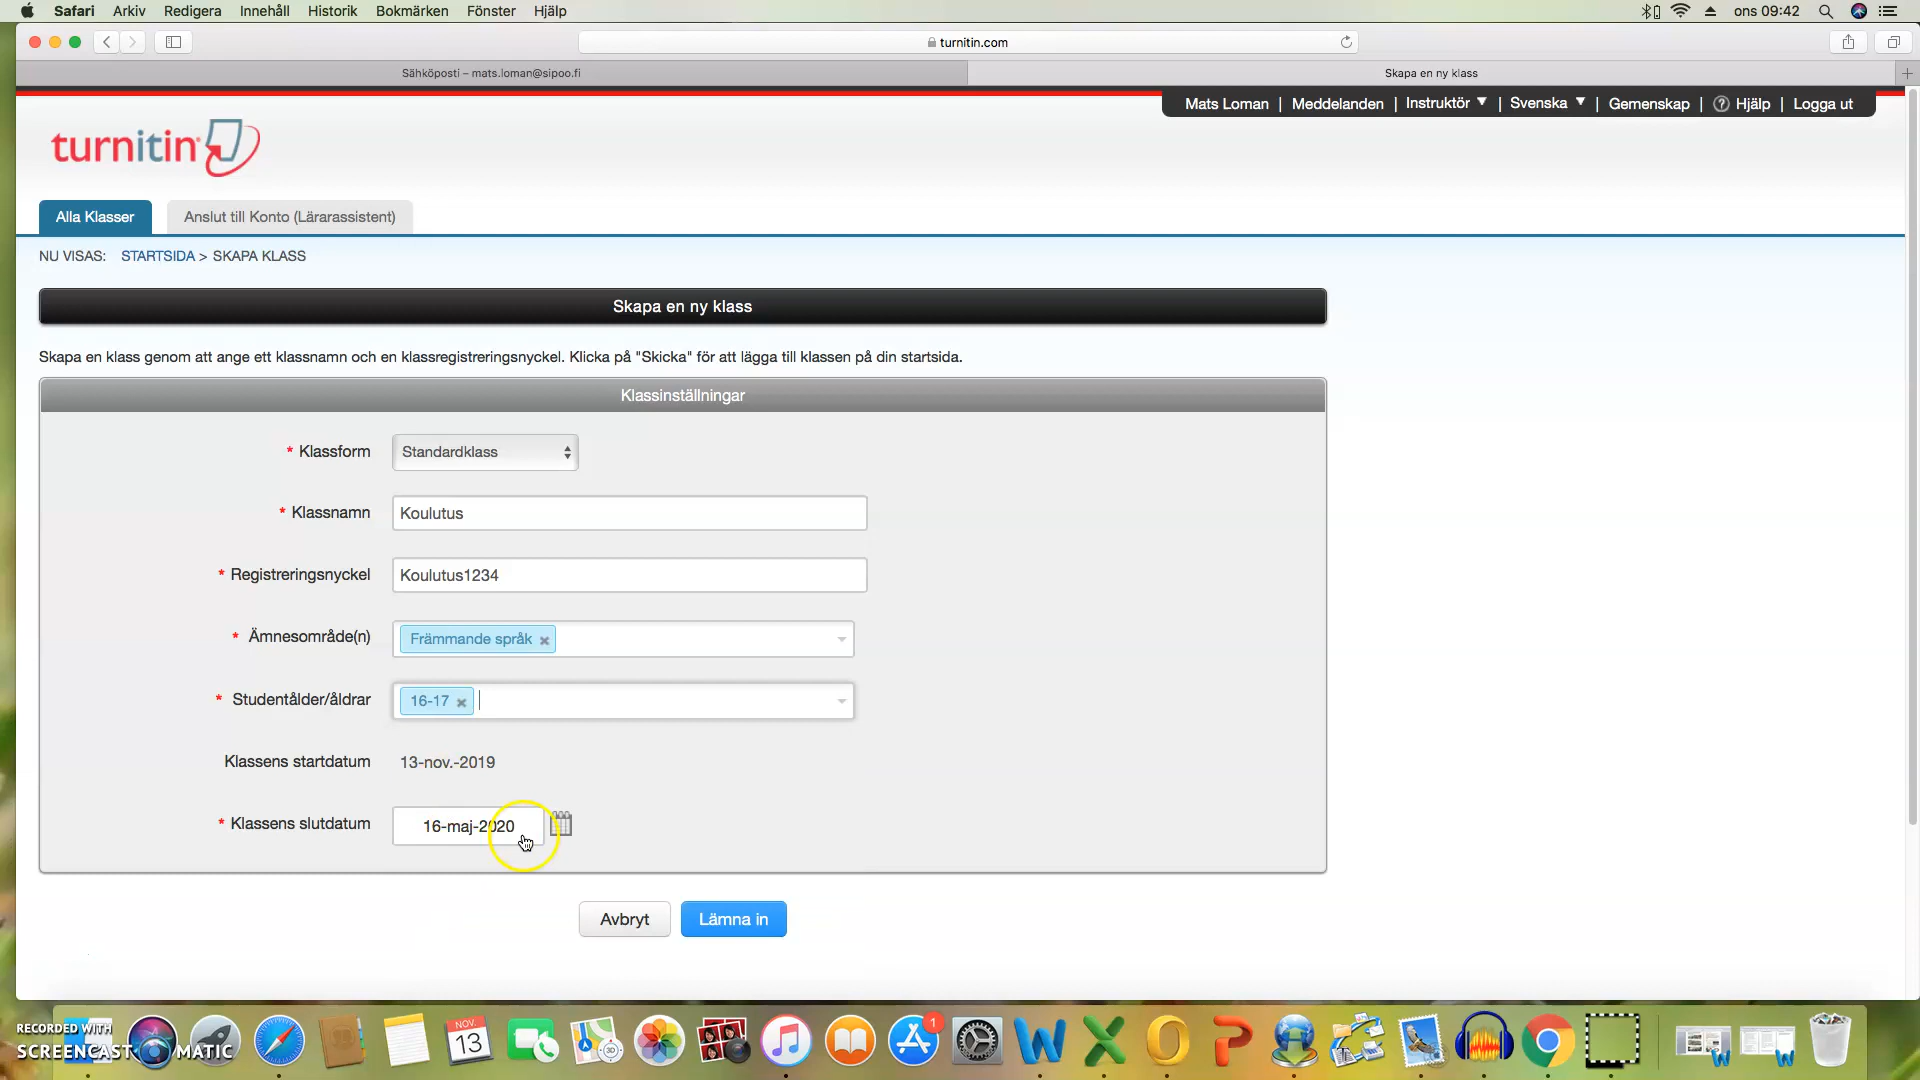 Safari Arkiv Redigera Innehåll Historik Bokmärken Fönster Hjälp ons 09:42
turnitin.com
Sähköposti – mats.loman@sipoo.fi Skapa en ny klass
Mats Loman | Meddelanden | Instruktör ▼ | Svenska ▼ | Gemenskap | ? Hjälp | Logga ut
turnitin
Alla Klasser Anslut till Konto (Lärarassistent)
NU VISAS: STARTSIDA > SKAPA KLASS
Skapa en ny klass
Skapa en klass genom att ange ett klassnamn och en klassregistreringsnyckel. Klicka på "Skicka" för att lägga till klassen på din startsida.
Klassinställningar
* Klassform Standardklass
* Klassnamn Koulutus
* Registreringsnyckel Koulutus1234
* Ämnesområde(n) Främmande språk ×
* Studentålder/åldrar 16-17 ×
Klassens startdatum 13-nov.-2019
* Klassens slutdatum 16-maj-2020
Avbryt Lämna in
RECORDED WITH
SCREENCAST MATIC
NOV.
13
3D
1